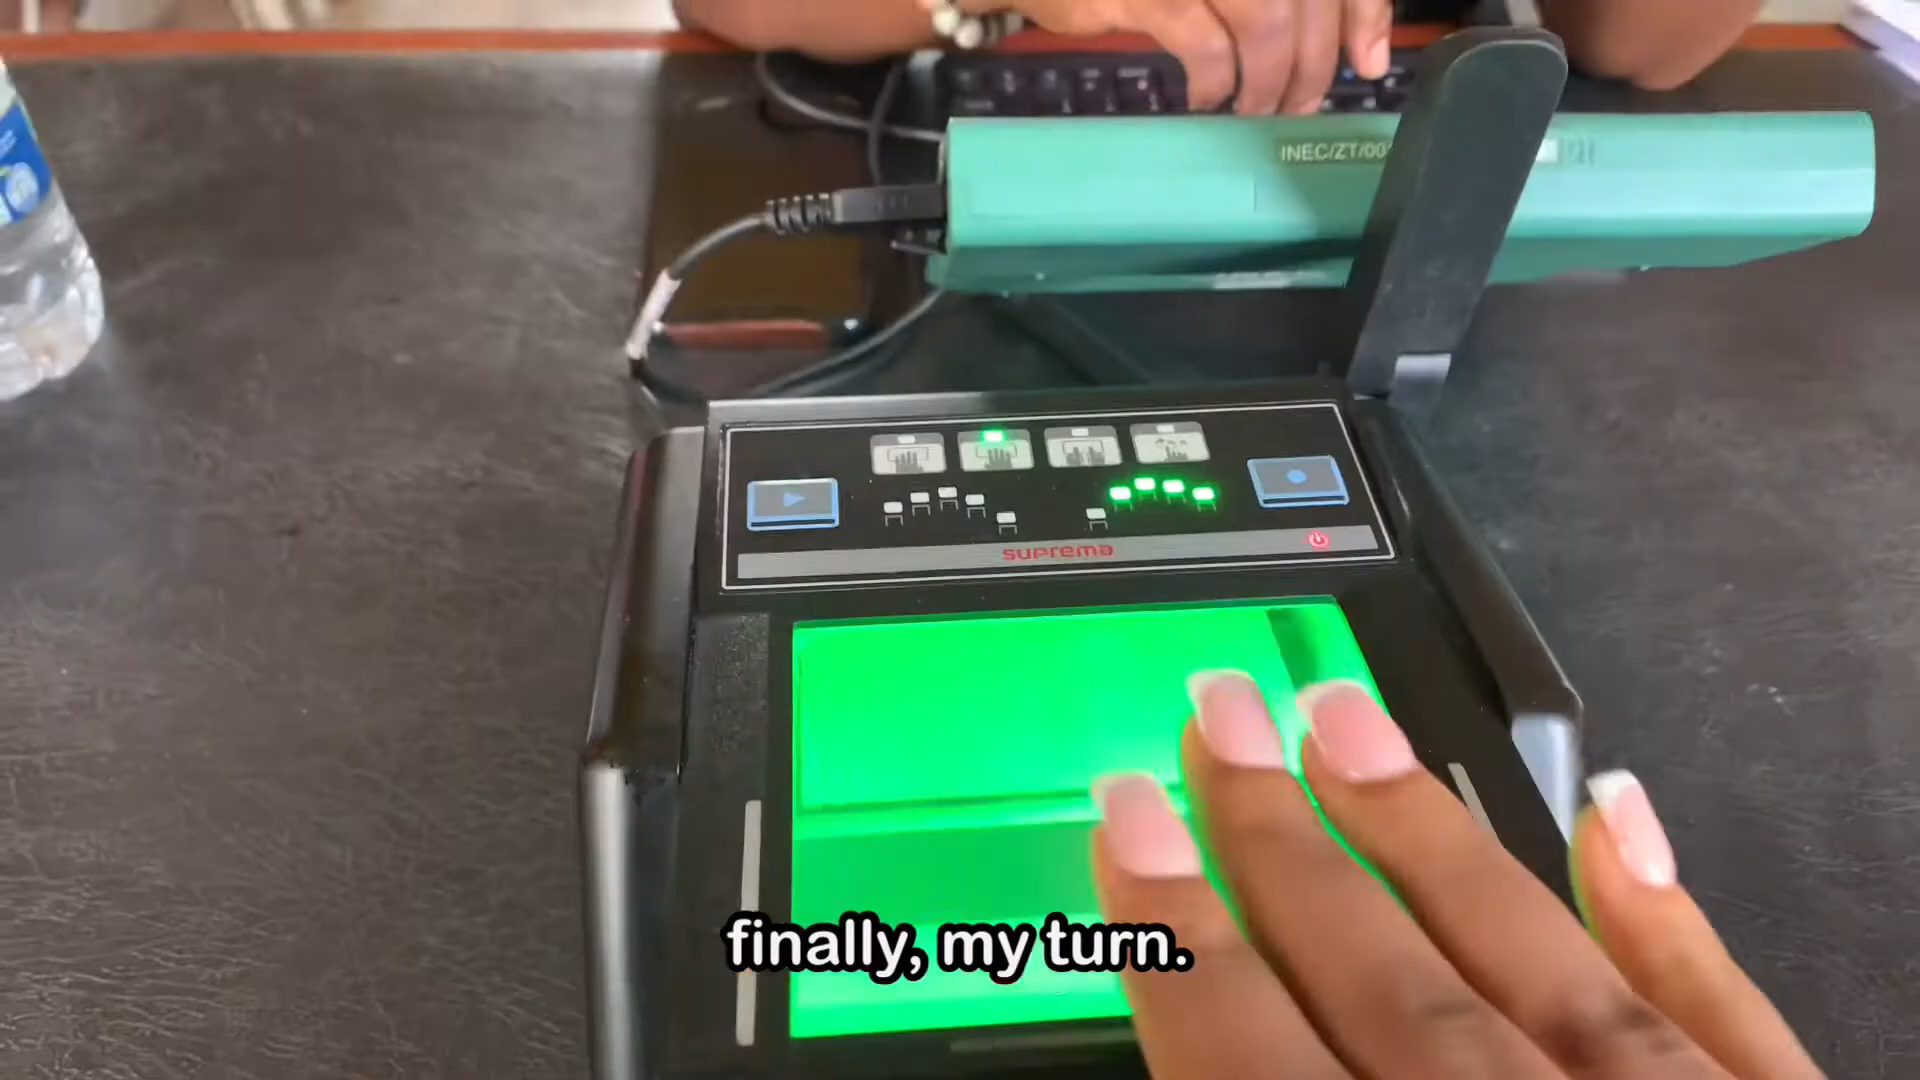 INEC/ZT/00
suprema
finally, my turn.